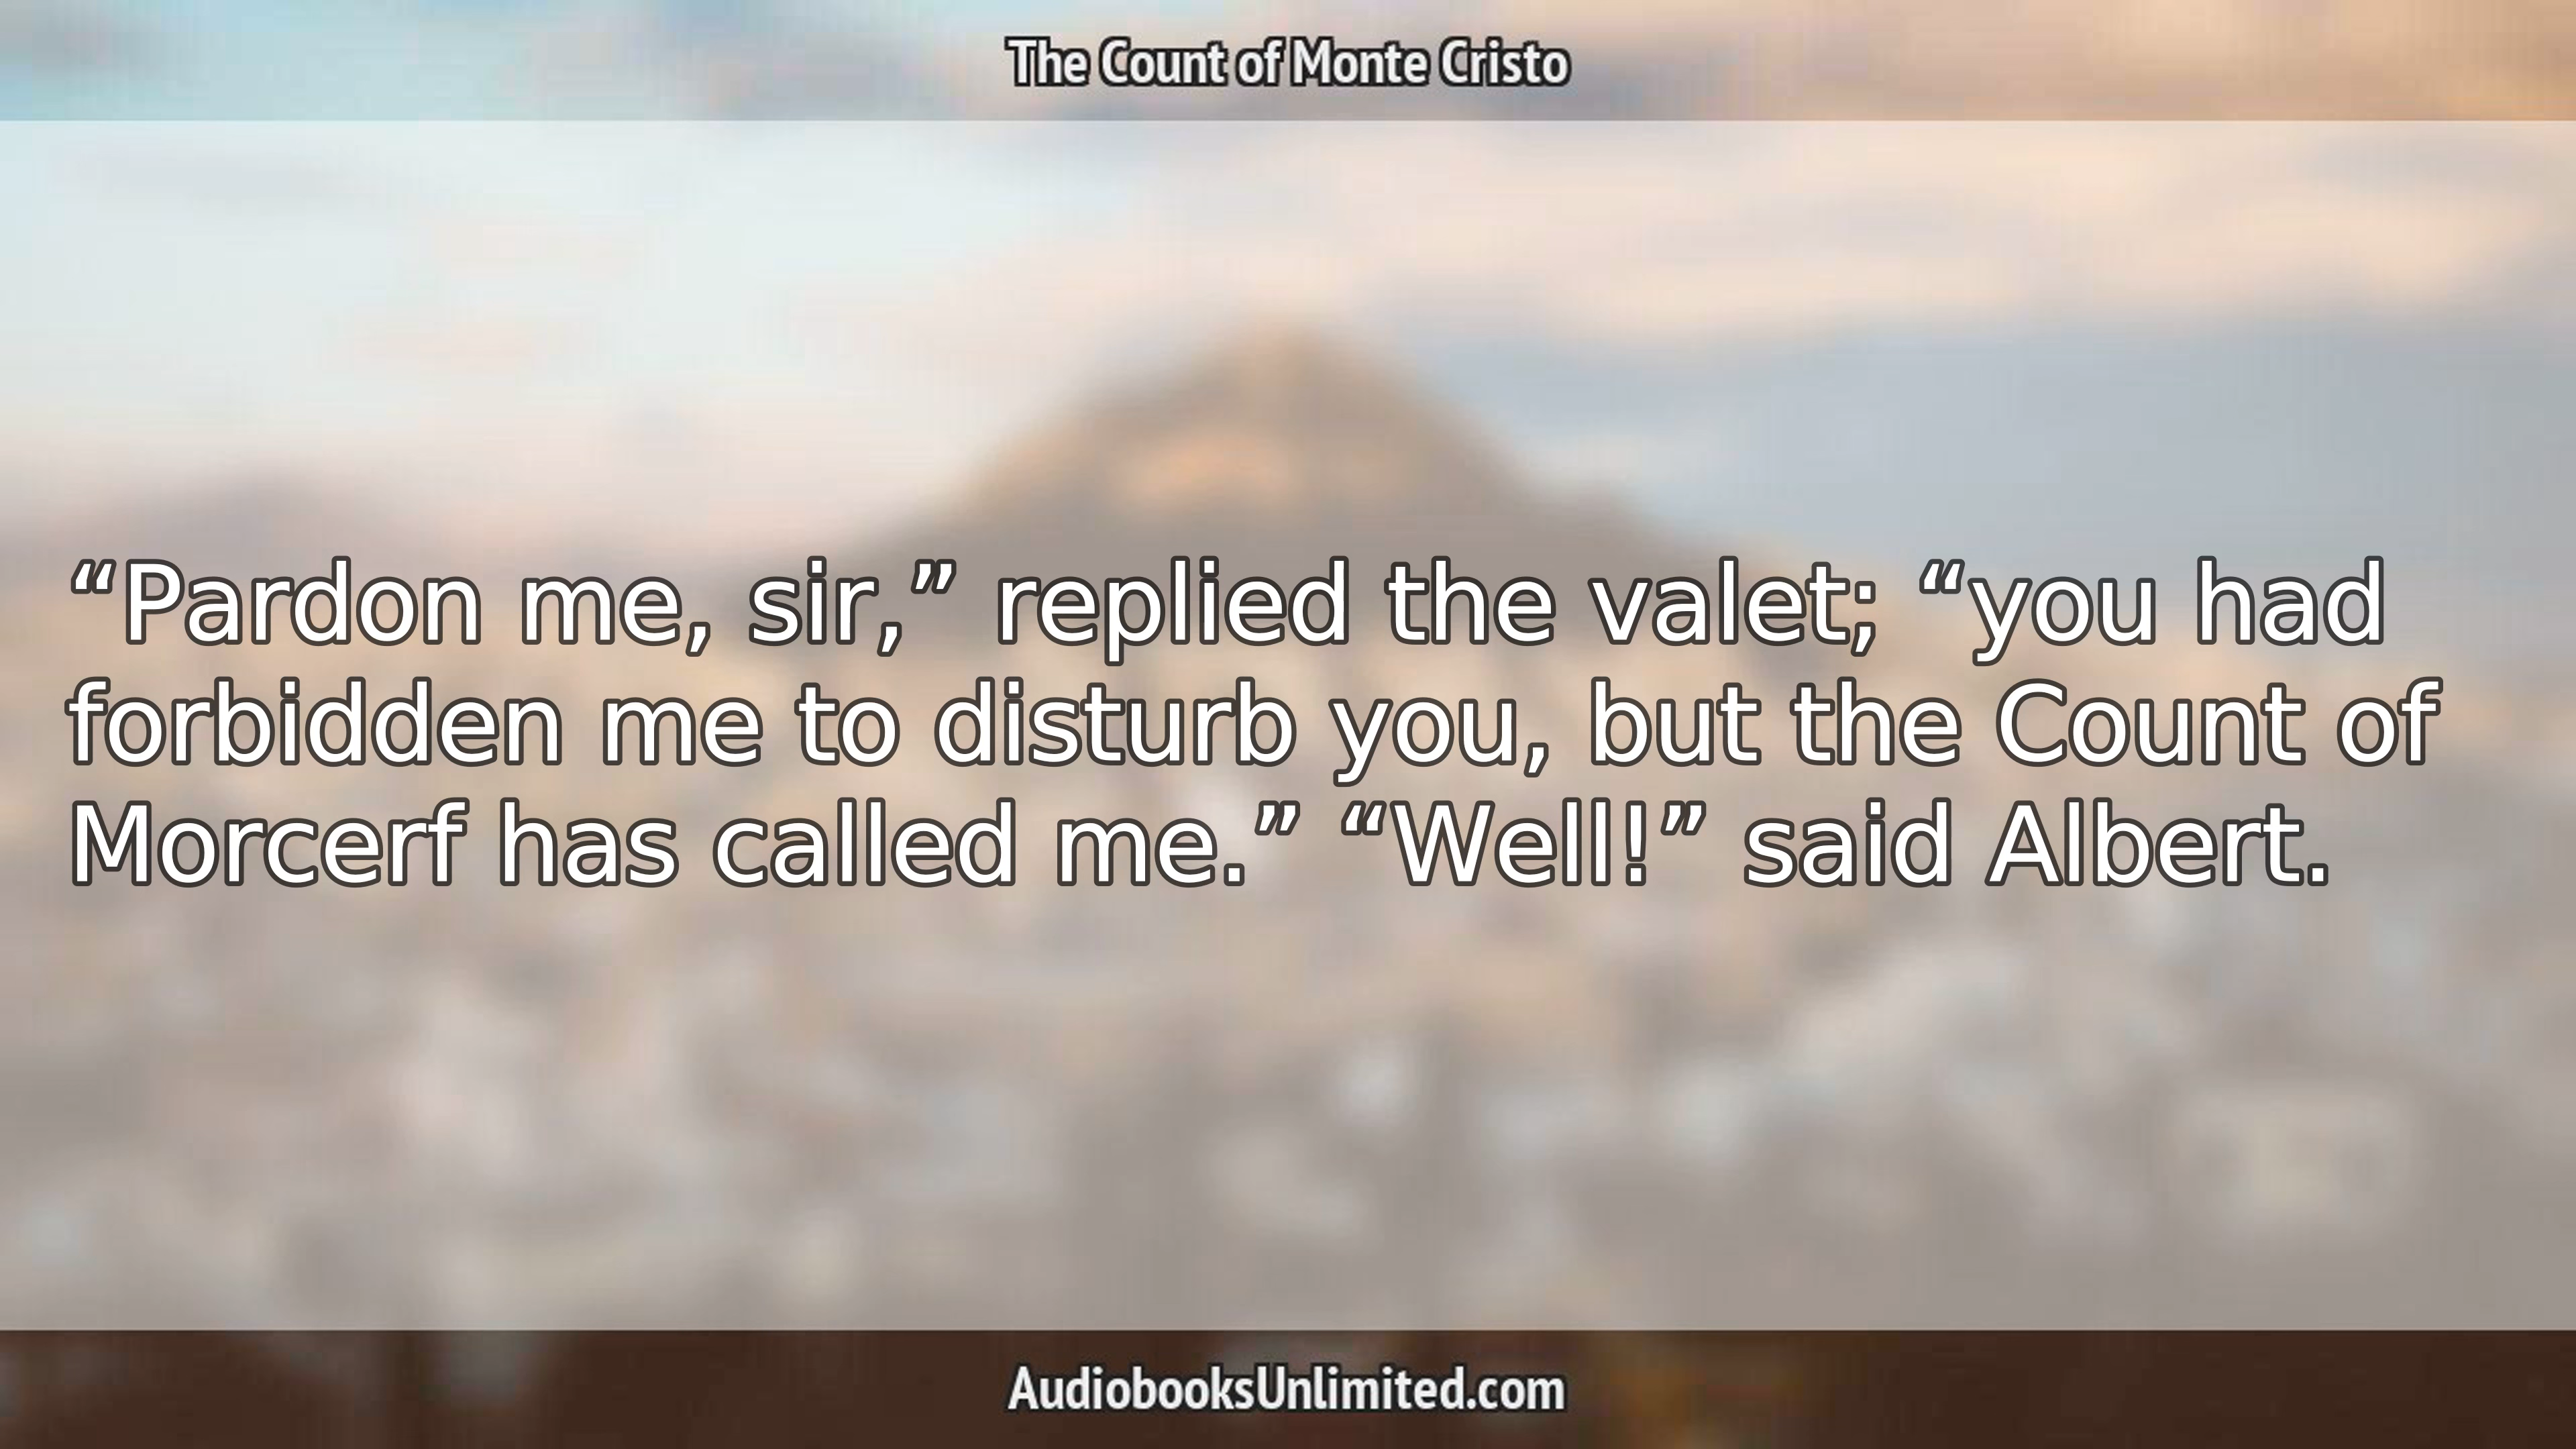 The Count of Monte Cristo
“Pardon me, sir,” replied the valet; “you had
forbidden me to disturb you, but the Count of
Morcerf has called me.” “Well!” said Albert.
AudiobooksUnlimited.com